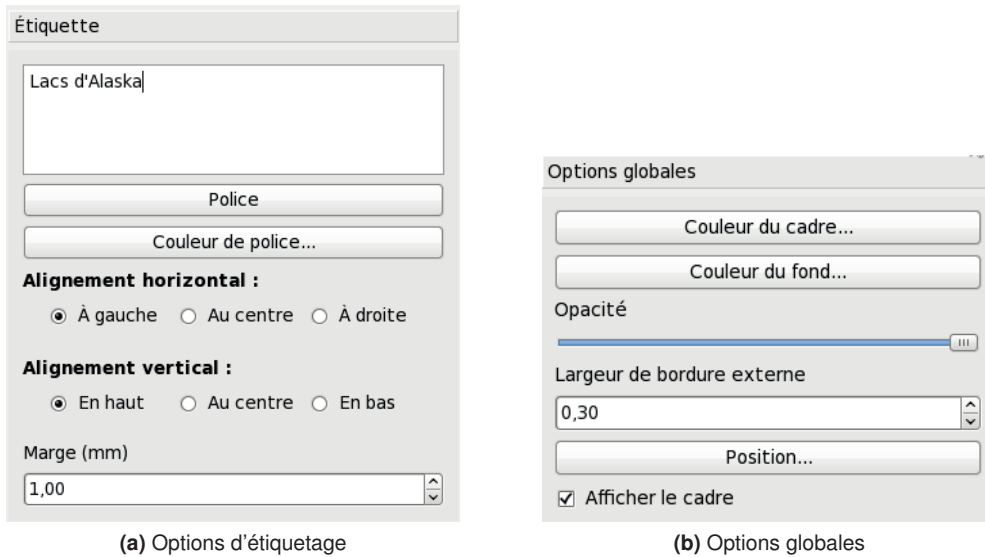 Étiquette
Lacs d'Alaska
Police
Couleur de police...
Alignement horizontal :
À gauche Au centre À droite
Alignement vertical :
En haut Au centre En bas
Marge (mm)
1,00
(a) Options d'étiquetage
Options globales
Couleur du cadre...
Couleur du fond...
Opacité
Largeur de bordure externe
0,30
Position...
Afficher le cadre
(b) Options globales